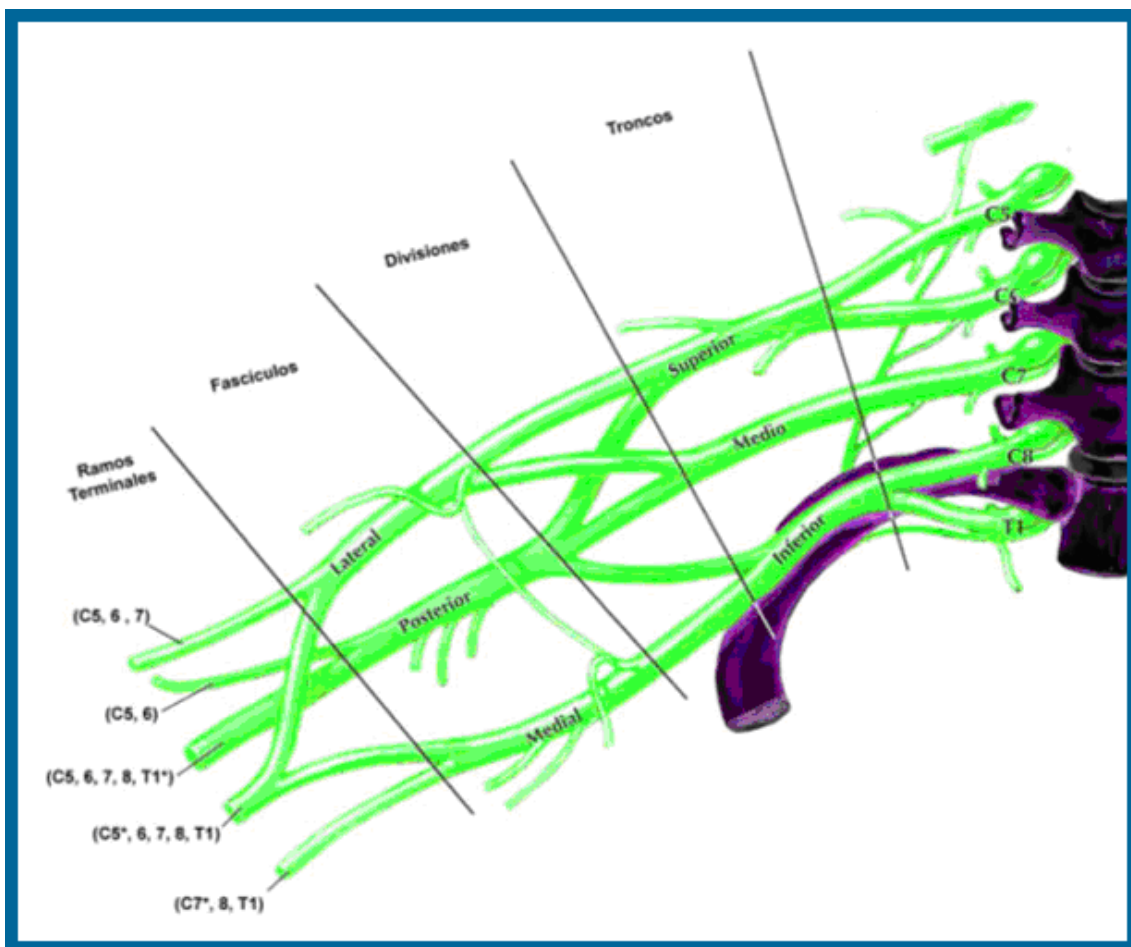 Troncos
Divisiones
Fascículos
Ramos
Terminales
C5
C6
C7
C8
T1
Superior
Medio
Inferior
Lateral
Posterior
Medial
(C5, 6 , 7)
(C5, 6)
(C5, 6, 7, 8, T1*)
(C5*, 6, 7, 8, T1)
(C7*, 8, T1)